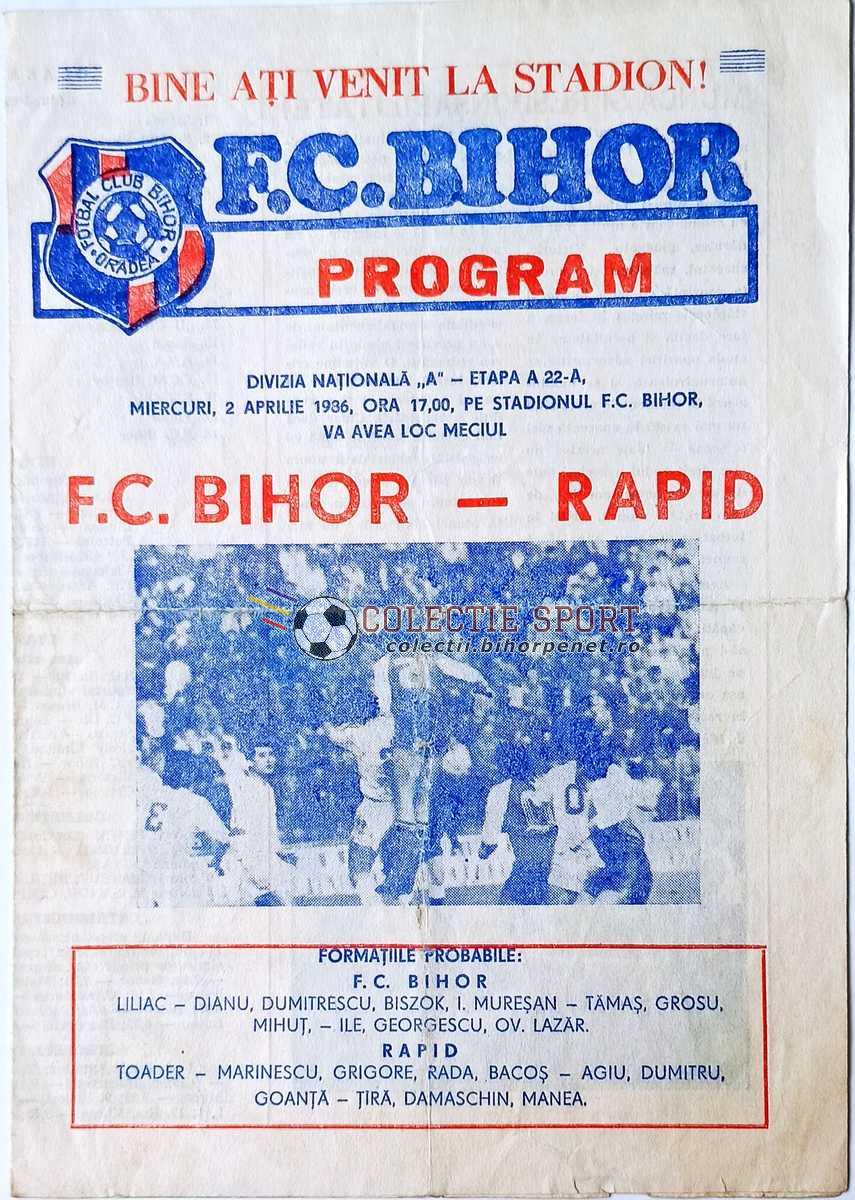 BINE AȚI VENIT LA STADION!
F.C. BIHOR
FOTBAL CLUB BIHOR
ORADEA
PROGRAM
DIVIZIA NAȚIONALĂ „A" – ETAPA A 22-A,
MIERCURI, 2 APRILIE 1986, ORA 17,00, PE STADIONUL F.C. BIHOR,
VA AVEA LOC MECIUL
F.C. BIHOR — RAPID
COLECTIE SPORT
colectii.bihorpenet.ro
3
FORMAȚIILE PROBABILE:
F.C. BIHOR
LILIAC – DIANU, DUMITRESCU, BISZOK, I. MUREȘAN – TĂMAȘ, GROSU,
MIHUȚ, – ILE, GEORGESCU, OV. LAZĂR.
RAPID
TOADER – MARINESCU, GRIGORE, RADA, BACOȘ – AGIU, DUMITRU,
GOANȚĂ – ȚÎRĂ, DAMASCHIN, MANEA.